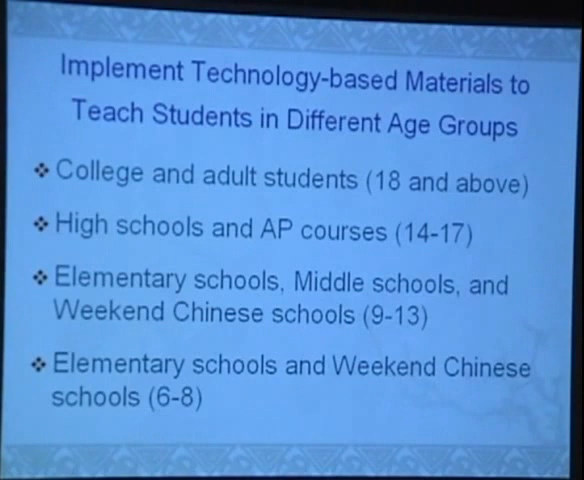 Implement Technology-based Materials to
Teach Students in Different Age Groups
❖ College and adult students (18 and above)
❖ High schools and AP courses (14-17)
❖ Elementary schools, Middle schools, and
Weekend Chinese schools (9-13)
❖ Elementary schools and Weekend Chinese
schools (6-8)